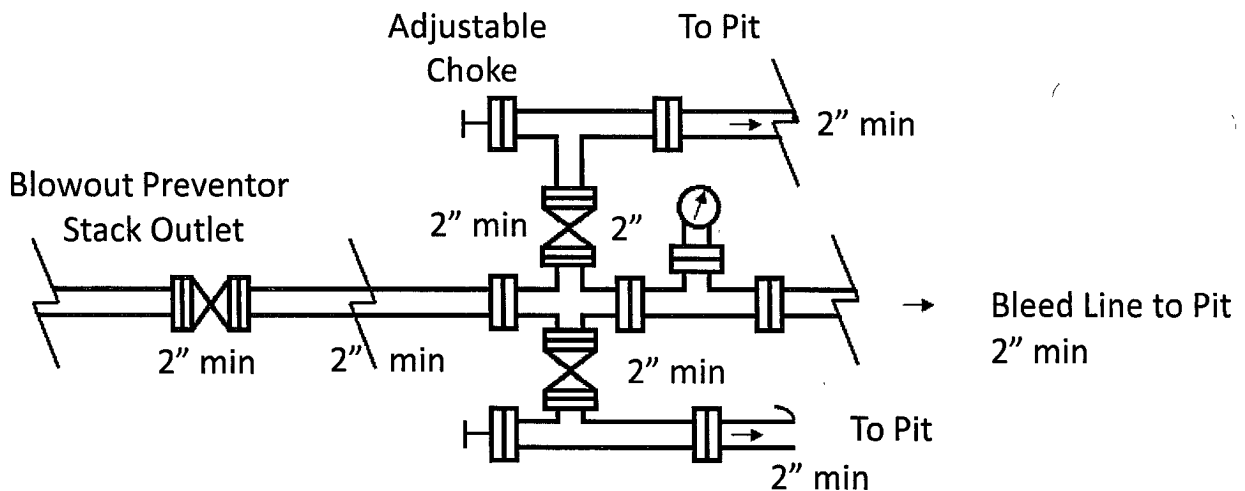 Adjustable
Choke
To Pit
2” min
Blowout Preventor
Stack Outlet
2” min
2”
2” min
2” min
2” min
Bleed Line to Pit
2” min
To Pit
2” min